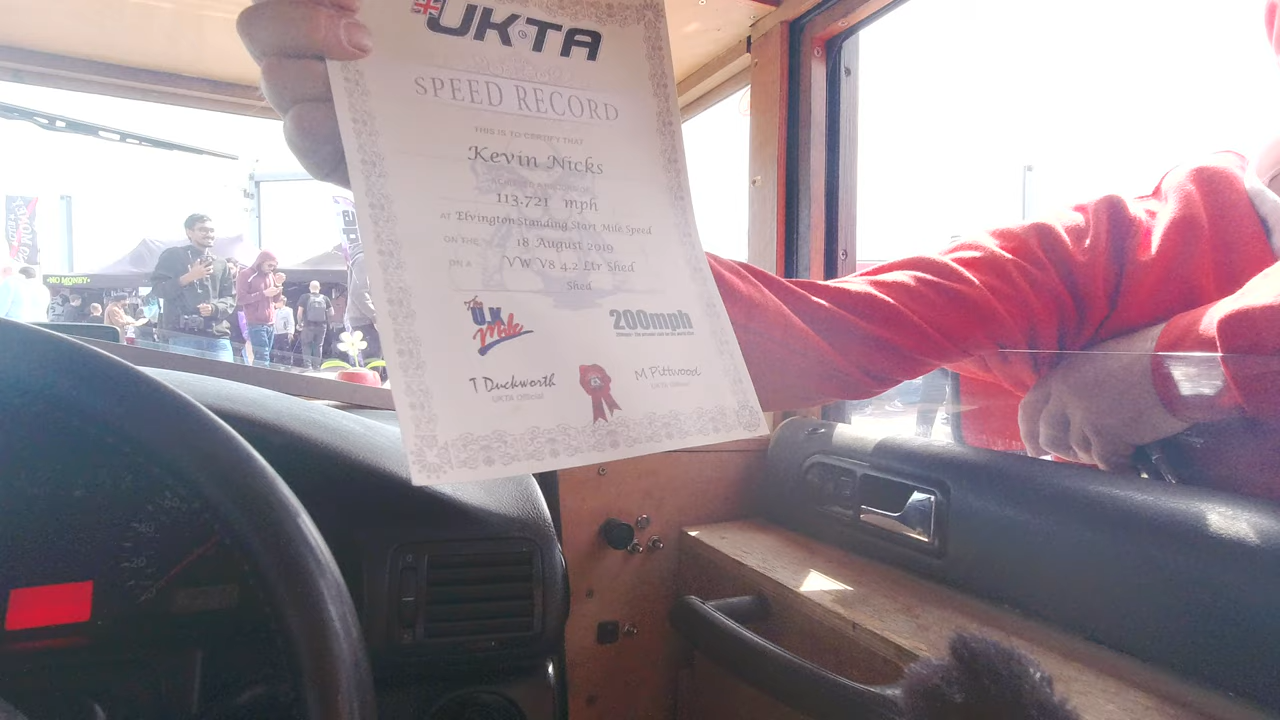 UKTA
SPEED RECORD
THIS IS TO CERTIFY THAT
Kevin Nicks
113.721 mph
AT Elvington Standing Start Mile Speed
ON THE 18 August 2019
ON A VW V8 4.2 Ltr Shed
Shed
The U.K Mile
200mph
T Duckworth
UKTA Official
M Pittwood
UKTA Official
NO MONEY
40
20